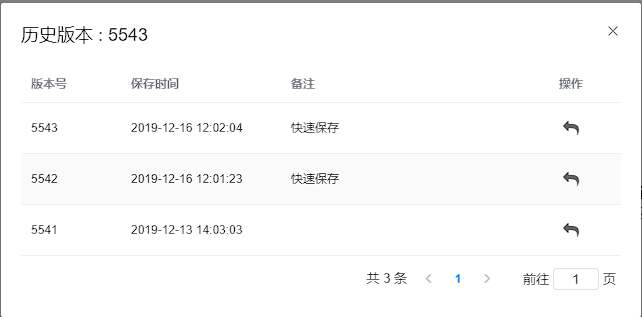 历史版本 : 5543
版本号 保存时间 备注 操作
5543 2019-12-16 12:02:04 快速保存
5542 2019-12-16 12:01:23 快速保存
5541 2019-12-13 14:03:03
共 3 条 1 前往 1 页